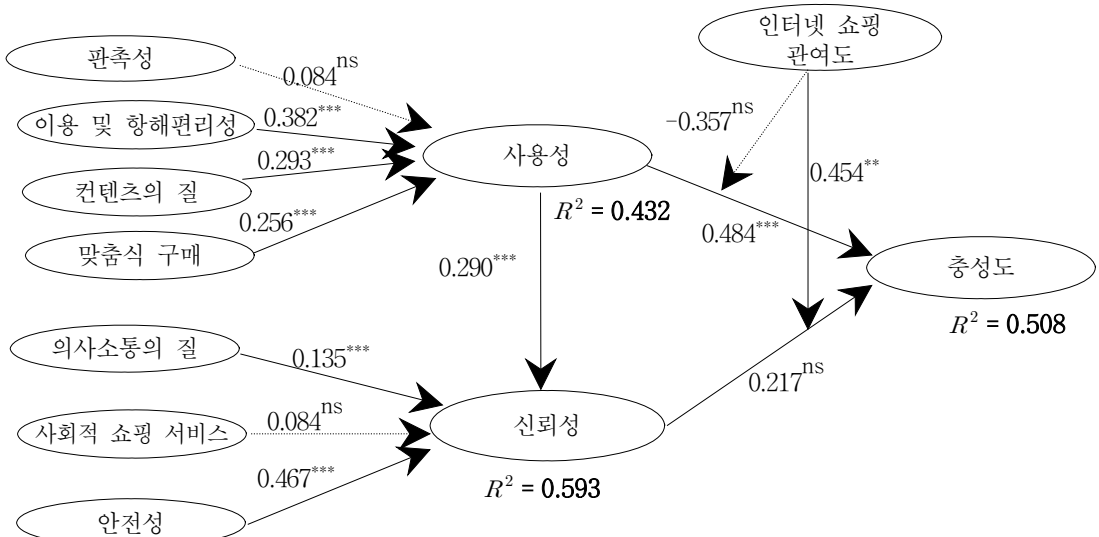 인터넷 쇼핑
관여도
판촉성
0.084ns
이용 및 항해편리성
0.382***
-0.357ns
사용성
0.293***
0.454**
컨텐츠의 질
R² = 0.432
0.256***
0.484***
맞춤식 구매
0.290***
충성도
R² = 0.508
의사소통의 질
0.135***
0.217ns
사회적 쇼핑 서비스
0.084ns
신뢰성
0.467***
R² = 0.593
안전성